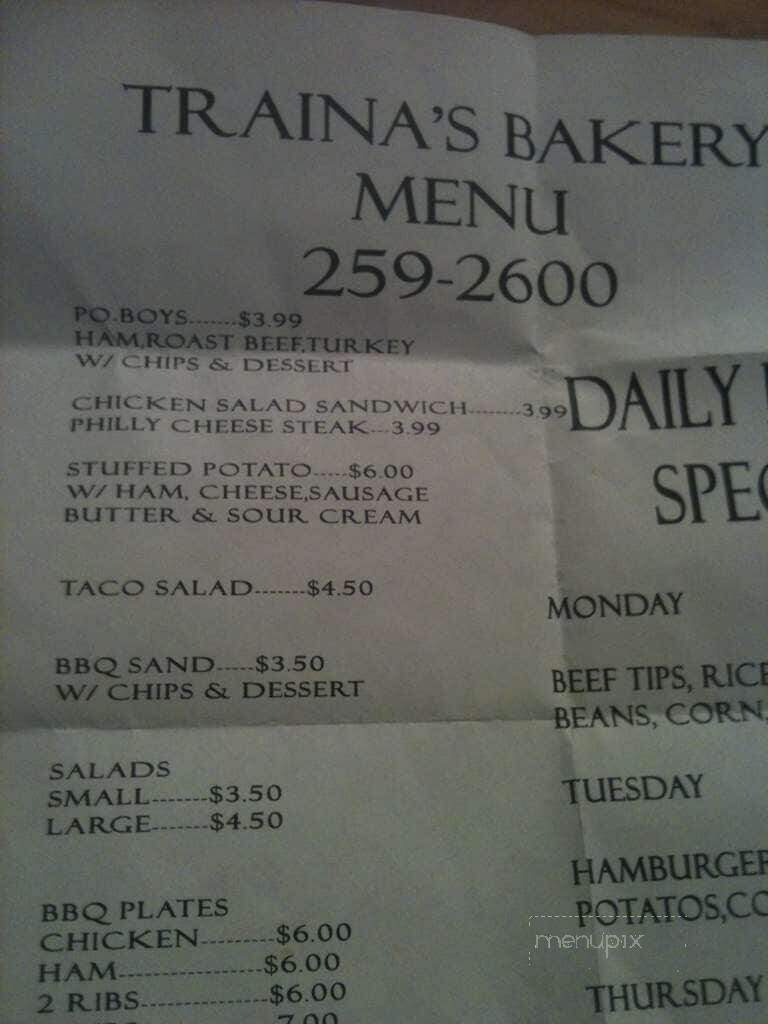 TRAINA'S BAKERY
MENU
259-2600
PO.BOYS.......$3.99
HAM,ROAST BEEF,TURKEY
W/ CHIPS & DESSERT
CHICKEN SALAD SANDWICH........3.99
PHILLY CHEESE STEAK...3.99
STUFFED POTATO.....$6.00
W/ HAM, CHEESE,SAUSAGE
BUTTER & SOUR CREAM
TACO SALAD-------$4.50
BBQ SAND-----$3.50
W/ CHIPS & DESSERT
SALADS
SMALL-------$3.50
LARGE-------$4.50
BBQ PLATES
CHICKEN---------$6.00
HAM-----------------$6.00
2 RIBS---------------$6.00
7.00
DAILY
MONDAY
BEEF TIPS, RICE
BEANS, CORN,
TUESDAY
HAMBURGER
POTATOS,
THURSDAY
menupix